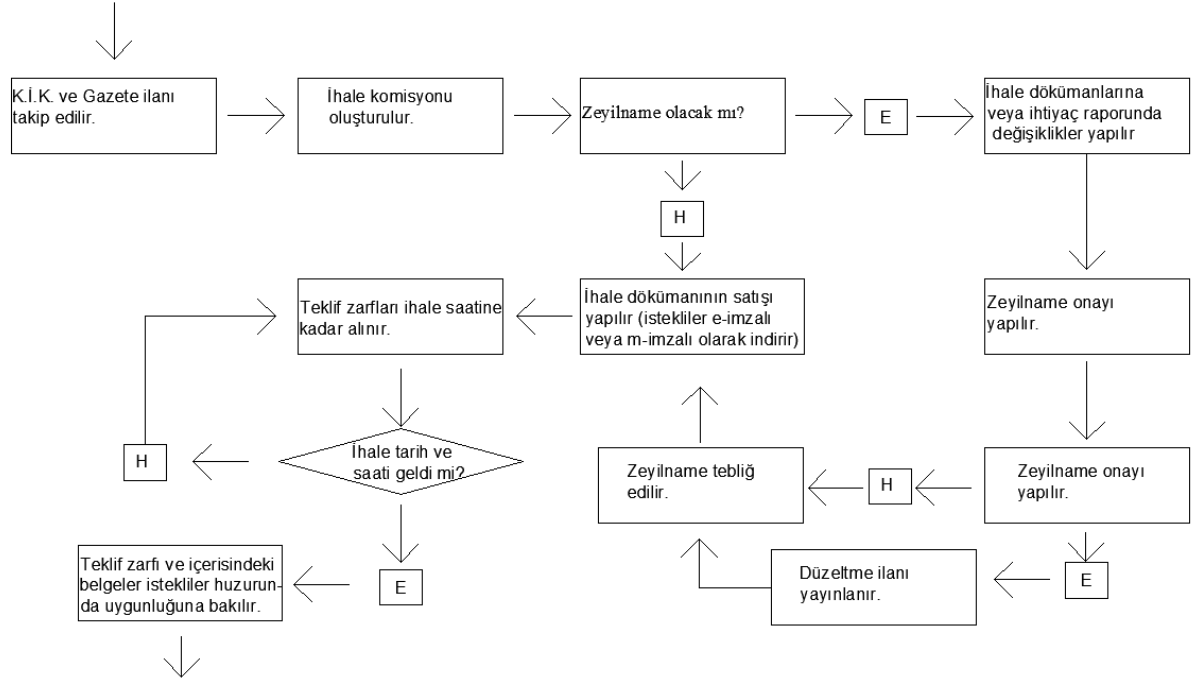 K.İ.K. ve Gazete ilanı
takip edilir.
İhale komisyonu
oluşturulur.
Zeyilname olacak mı?
E
İhale dökümanlarına
veya ihtiyaç raporunda
değişiklikler yapılır
H
Teklif zarfları ihale saatine
kadar alınır.
İhale dökümanının satışı
yapılır (istekliler e-imzalı
veya m-imzalı olarak indirir)
Zeyilname onayı
yapılır.
H
İhale tarih ve
saati geldi mi?
Zeyilname tebliğ
edilir.
H
Zeyilname onayı
yapılır.
Teklif zarfı ve içerisindeki
belgeler istekliler huzurun-
da uygunluğuna bakılır.
E
Düzeltme ilanı
yayınlanır.
E